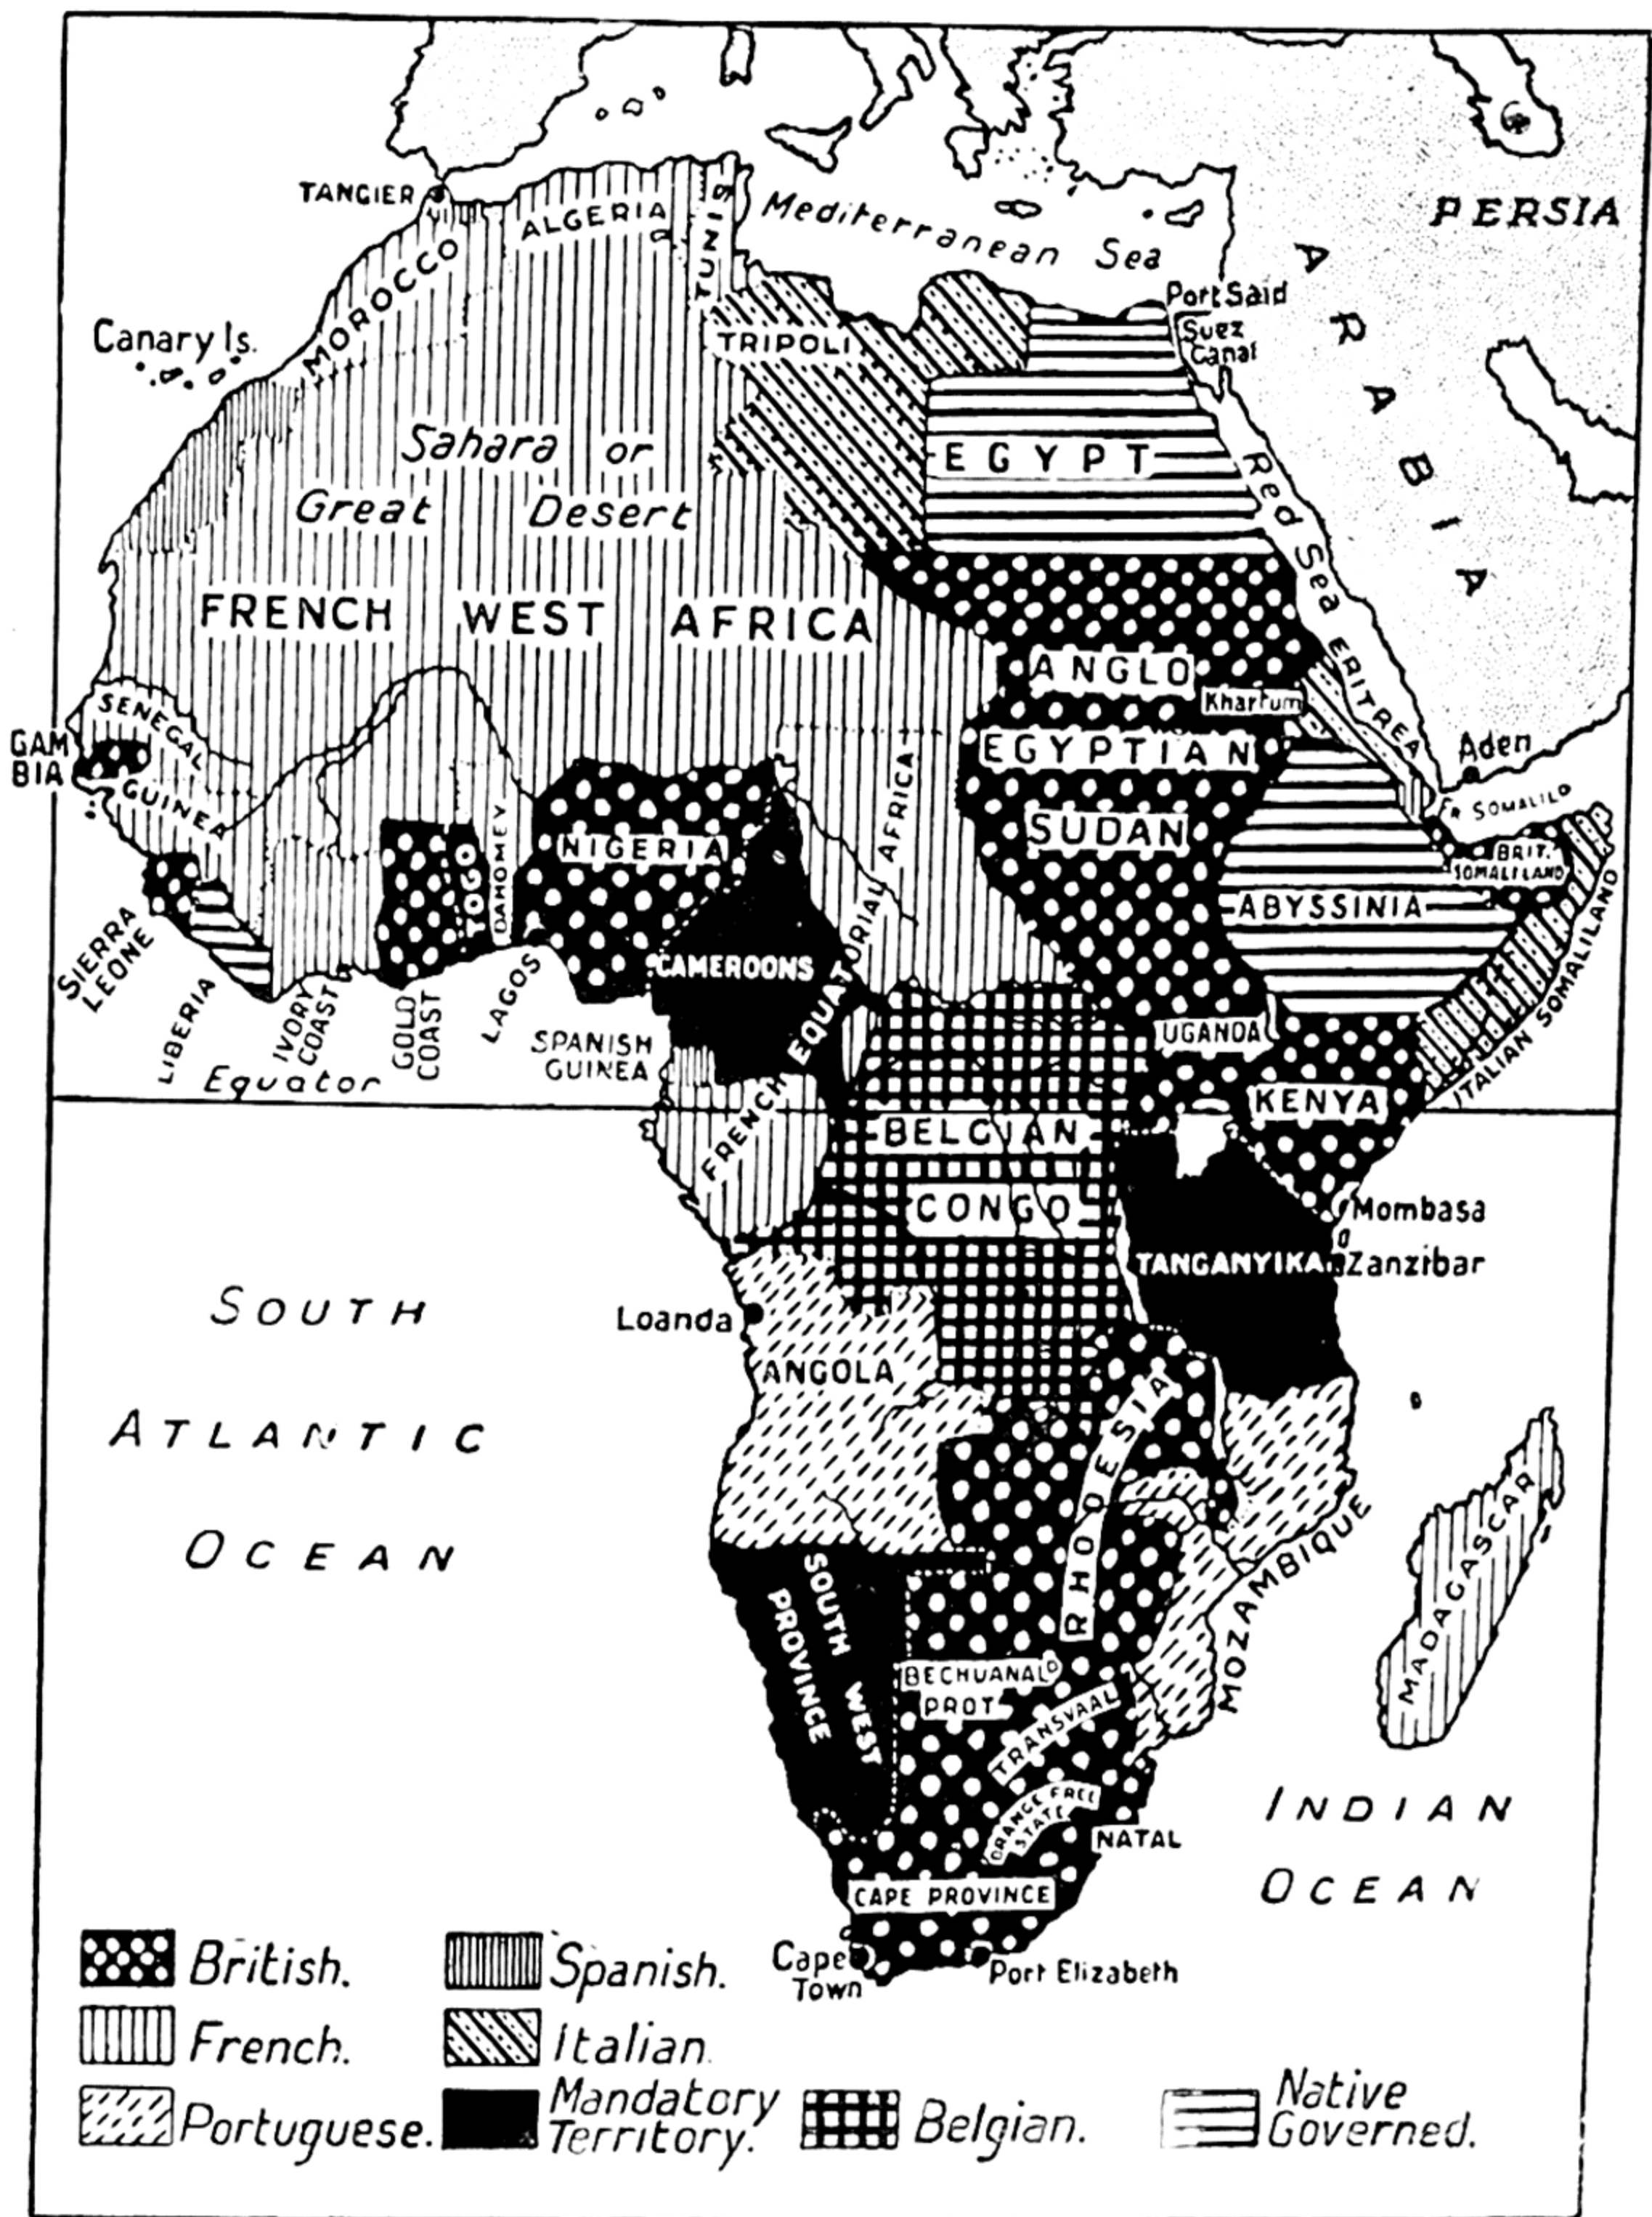 PERSIA
TANGIER
ALGERIA
TUNIS
Mediterranean Sea
MOROCCO
ARABIA
Port Said
Suez
Canal
Canary Is.
TRIPOLI
Sahara or
Great Desert
EGYPT
Red Sea
FRENCH WEST AFRICA
ANGLO
EGYPTIAN
SUDAN
Khartum
ERITREA
Aden
SENEGAL
GAM
BIA
GUINEA
FR SOMALILD
BRIT.
SOMALILAND
NIGERIA
TOGO
DAHOMEY
ABYSSINIA
ITALIAN SOMALILAND
SIERRA
LEONE
LIBERIA
IVORY
COAST
GOLD
COAST
LAGOS
CAMEROONS
SPANISH
GUINEA
FRENCH EQUATORIAL AFRICA
UGANDA
KENYA
Equator
BELGIAN
CONGO
Mombasa
TANGANYIKA
Zanzibar
SOUTH
ATLANTIC
OCEAN
Loanda
ANGOLA
RHODESIA
MOZAMBIQUE
MADAGASCAR
SOUTH WEST
PROVINCE
BECHUANALD
PROT
TRANSVAAL
ORANGE FREE
STATE
NATAL
CAPE PROVINCE
INDIAN
OCEAN
Cape
Town
Port Elizabeth
British.
Spanish.
French.
Italian.
Portuguese.
Mandatory
Territory.
Belgian.
Native
Governed.